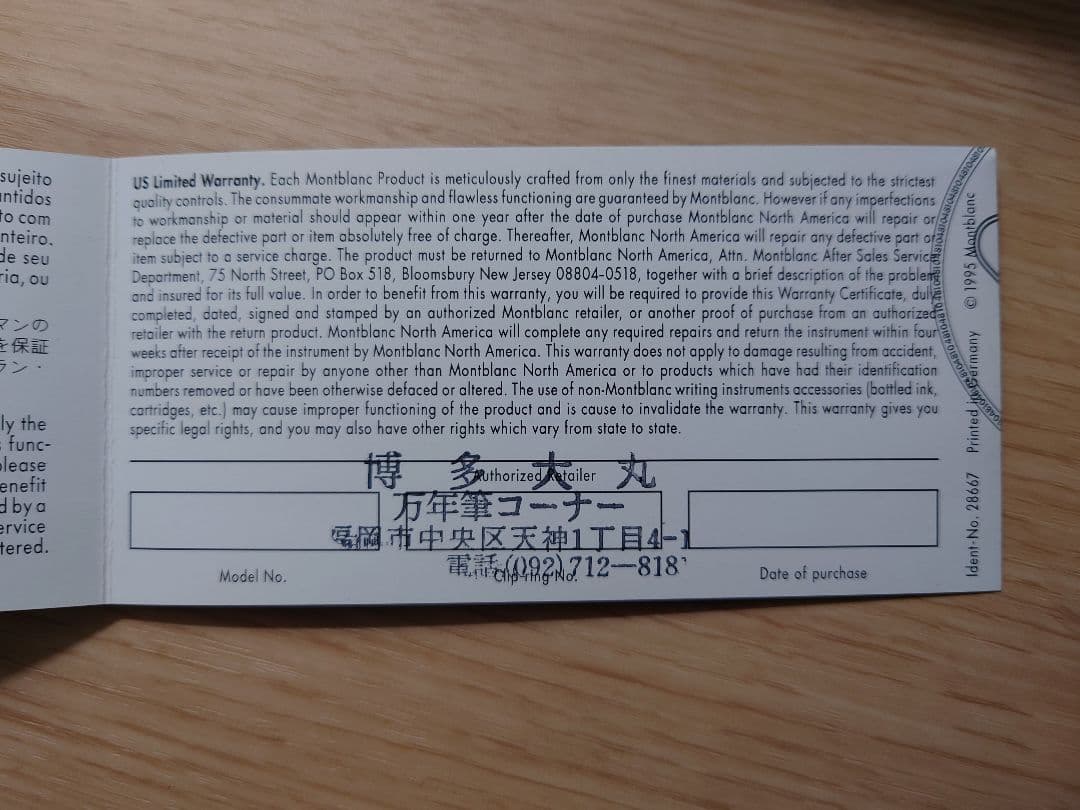 sujeito
antidos
to com
nteiro.
de seu
ria, ou
マンの
を保証
ラン・
ly the
func-
please
enefit
d by a
ervice
tered.
US Limited Warranty. Each Montblanc Product is meticulously crafted from only the finest materials and subjected to the strictest
quality controls. The consummate workmanship and flawless functioning are guaranteed by Montblanc. However if any imperfections
to workmanship or material should appear within one year after the date of purchase Montblanc North America will repair or
replace the defective part or item absolutely free of charge. Thereafter, Montblanc North America will repair any defective part or
item subject to a service charge. The product must be returned to Montblanc North America, Attn. Montblanc After Sales Service
Department, 75 North Street, PO Box 518, Bloomsbury New Jersey 08804-0518, together with a brief description of the problem
and insured for its full value. In order to benefit from this warranty, you will be required to provide this Warranty Certificate, duly
completed, dated, signed and stamped by an authorized Montblanc retailer, or another proof of purchase from an authorized
retailer with the return product. Montblanc North America will complete any required repairs and return the instrument within four
weeks after receipt of the instrument by Montblanc North America. This warranty does not apply to damage resulting from accident,
improper service or repair by anyone other than Montblanc North America or to products which have had their identification
numbers removed or have been otherwise defaced or altered. The use of non-Montblanc writing instruments accessories (bottled ink,
cartridges, etc.) may cause improper functioning of the product and is cause to invalidate the warranty. This warranty gives you
specific legal rights, and you may also have other rights which vary from state to state.
Authorized Retailer
博多大丸
万年筆コーナー
福岡市中央区天神1丁目4-1
電話(092)712—818
Model No.
Clip-ring No.
Date of purchase
Ident-No. 28667 Printed in Germany © 1995 Montblanc